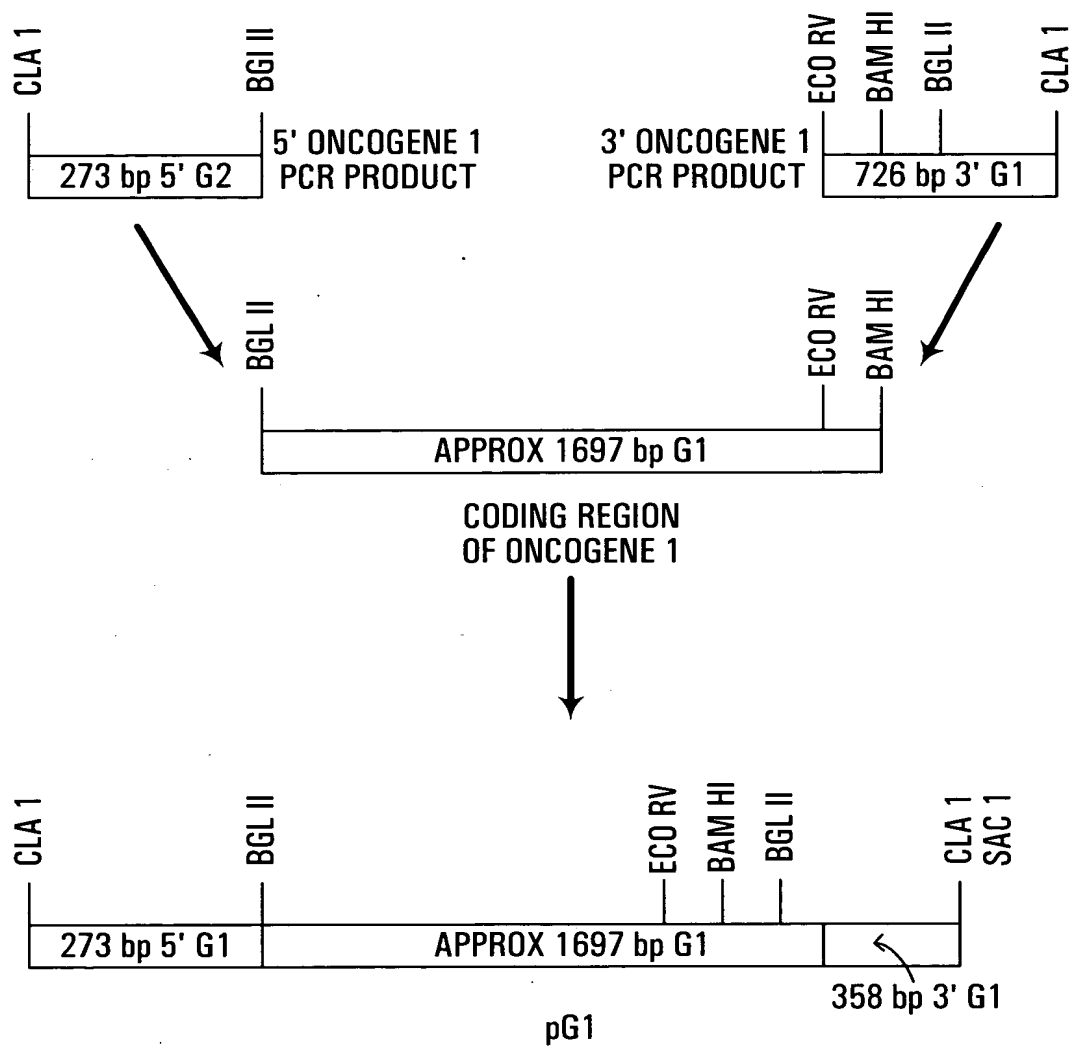 CLA 1
BGI II
ECO RV
BAM HI
BGL II
CLA 1
5' ONCOGENE 1
PCR PRODUCT
3' ONCOGENE 1
PCR PRODUCT
273 bp 5' G2
726 bp 3' G1
BGL II
ECO RV
BAM HI
APPROX 1697 bp G1
CODING REGION
OF ONCOGENE 1
CLA 1
BGL II
ECO RV
BAM HI
BGL II
CLA 1
SAC 1
273 bp 5' G1
APPROX 1697 bp G1
358 bp 3' G1
pG1